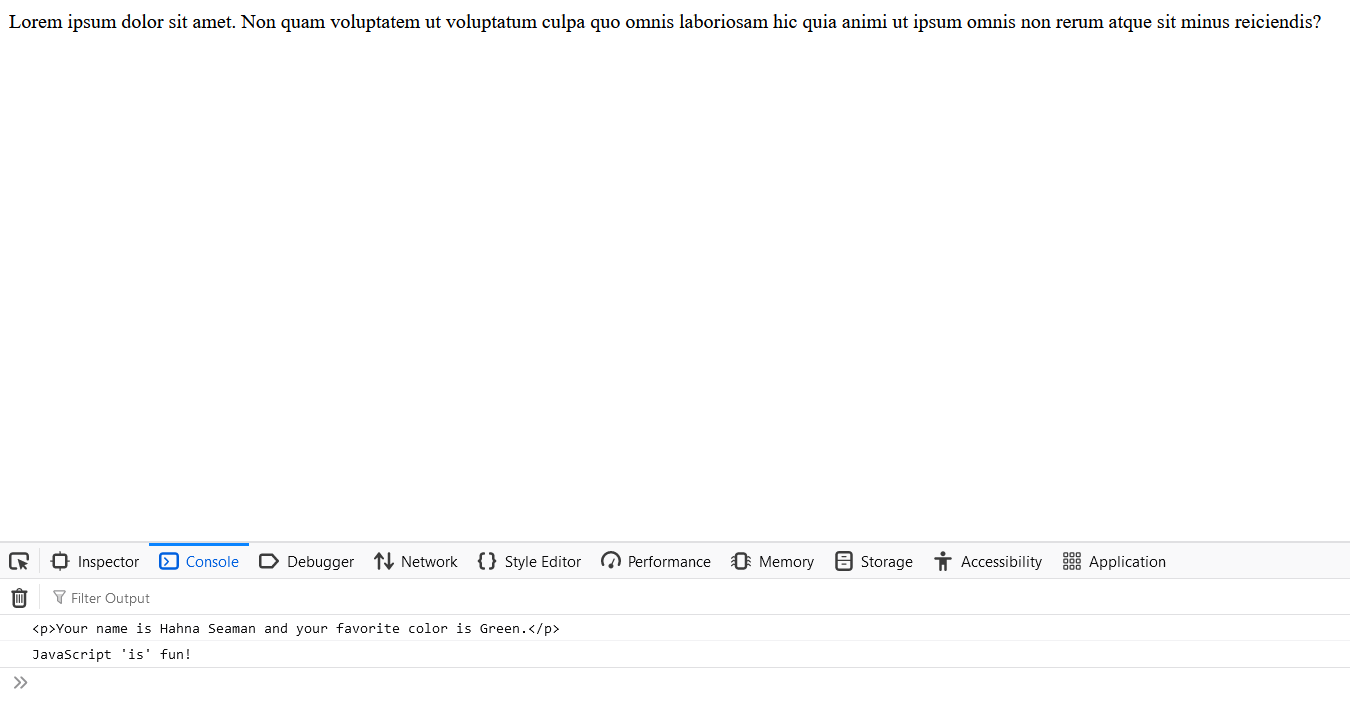 Lorem ipsum dolor sit amet. Non quam voluptatem ut voluptatum culpa quo omnis laboriosam hic quia animi ut ipsum omnis non rerum atque sit minus reiciendis?
Inspector Console Debugger Network Style Editor Performance Memory Storage Accessibility Application
Filter Output
<p>Your name is Hahna Seaman and your favorite color is Green.</p>
JavaScript 'is' fun!